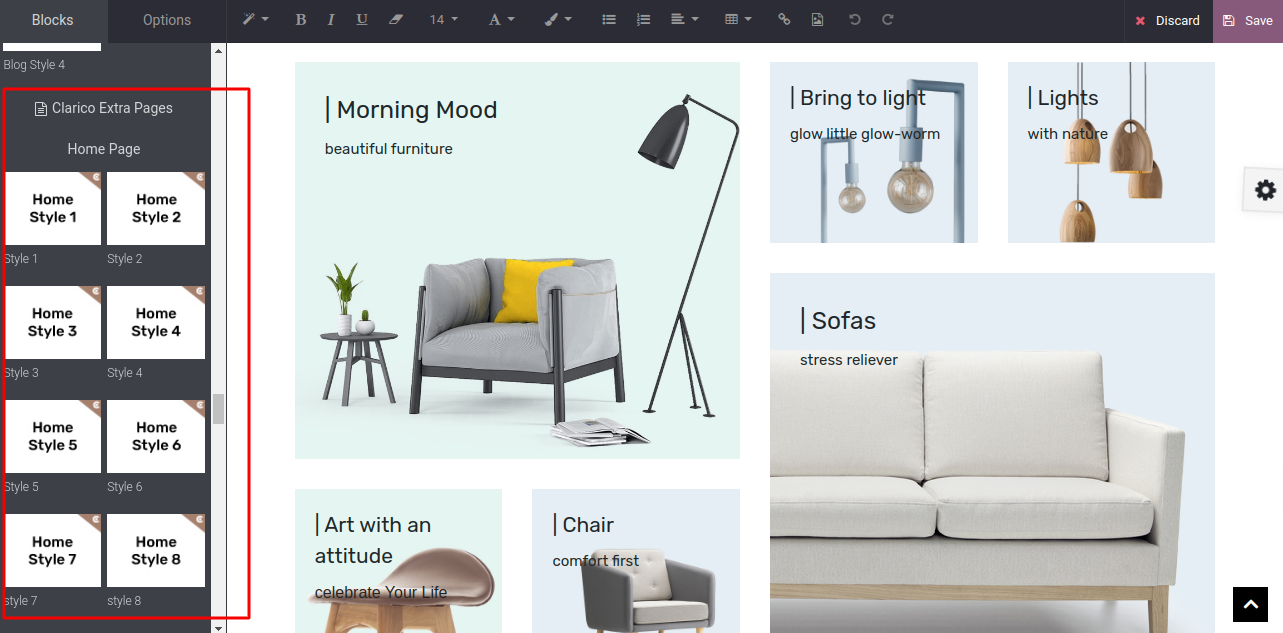 Blocks
Options
14
A
Discard
Save
Blog Style 4
Clarico Extra Pages
Home Page
Home
Style 1
Home
Style 2
Style 1
Style 2
Home
Style 3
Home
Style 4
Style 3
Style 4
Home
Style 5
Home
Style 6
Style 5
Style 6
Home
Style 7
Home
Style 8
style 7
style 8
| Morning Mood
beautiful furniture
| Bring to light
glow little glow-worm
| Lights
with nature
| Sofas
stress reliever
| Art with an
attitude
celebrate Your Life
| Chair
comfort first